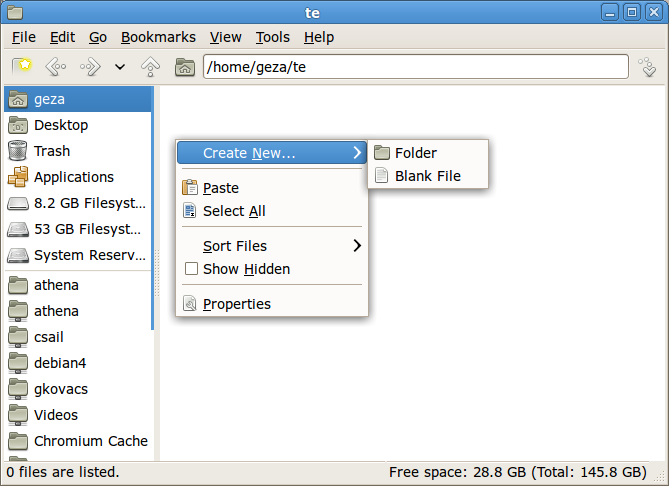 te
File Edit Go Bookmarks View Tools Help
/home/geza/te
geza
Desktop
Trash
Applications
8.2 GB Filesyst...
53 GB Filesyst...
System Reserv...
athena
athena
csail
debian4
gkovacs
Videos
Chromium Cache
Create New...
Paste
Select All
Sort Files
Show Hidden
Properties
Folder
Blank File
0 files are listed.
Free space: 28.8 GB (Total: 145.8 GB)